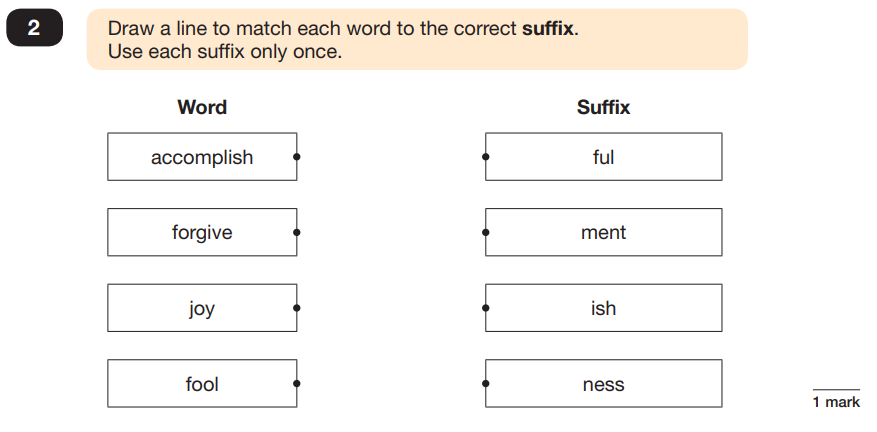 2
Draw a line to match each word to the correct suffix.
Use each suffix only once.
Word Suffix
accomplish ful
forgive ment
joy ish
fool ness
1 mark